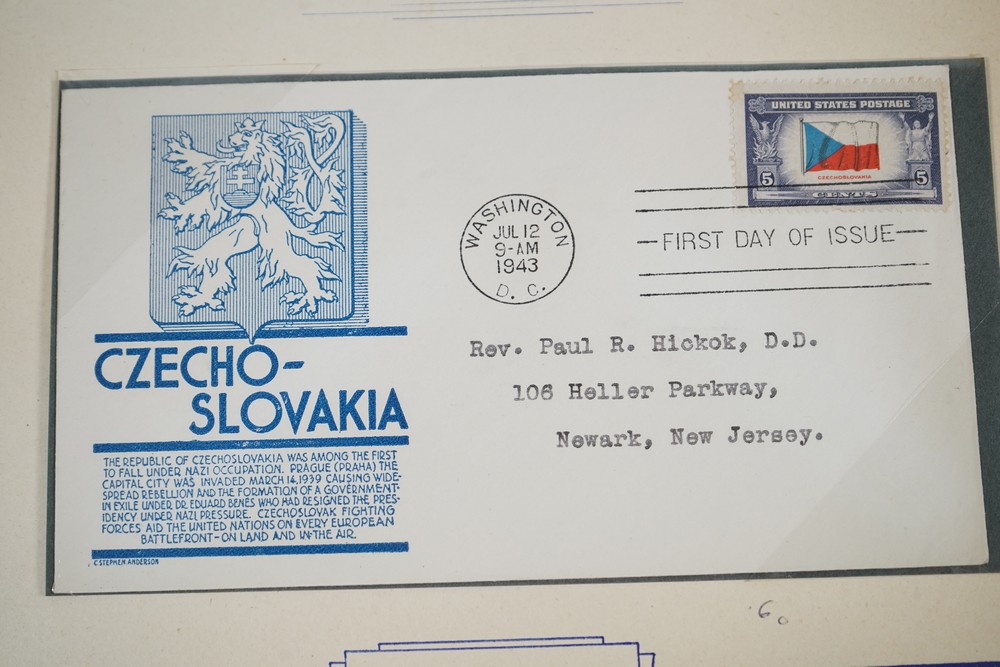 UNITED STATES POSTAGE
CZECHOSLOVAKIA
5 5
CENTS
WASHINGTON
JUL 12
9-AM
1943
D. C.
FIRST DAY OF ISSUE
Rev. Paul R. Hickok, D.D.
106 Heller Parkway,
Newark, New Jersey.
CZECHO-
SLOVAKIA
THE REPUBLIC OF CZECHOSLOVAKIA WAS AMONG THE FIRST
TO FALL UNDER NAZI OCCUPATION. PRAGUE (PRAHA) THE
CAPITAL CITY WAS INVADED MARCH 14, 1939 CAUSING WIDE-
SPREAD REBELLION AND THE FORMATION OF A GOVERNMENT-
IN EXILE UNDER DR. EDUARD BENES WHO HAD RESIGNED THE PRES-
IDENCY UNDER NAZI PRESSURE. CZECHOSLOVAK FIGHTING
FORCES AID THE UNITED NATIONS ON EVERY EUROPEAN
BATTLEFRONT-ON LAND AND IN THE AIR.
C STEPHEN ANDERSON